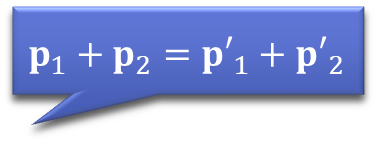 𝐩₁ + 𝐩₂ = 𝐩′₁ + 𝐩′₂